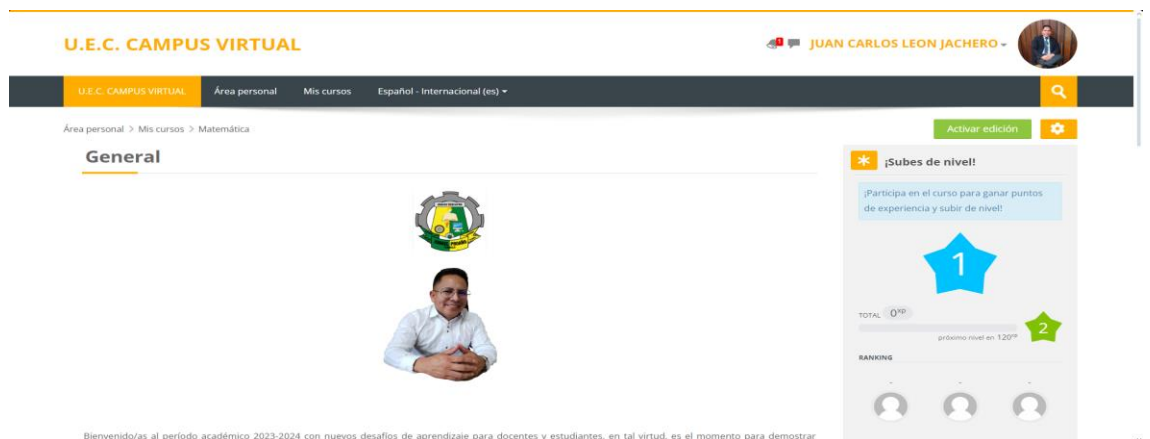 U.E.C. CAMPUS VIRTUAL
JUAN CARLOS LEON JACHERO
U.E.C. CAMPUS VIRTUAL Área personal Mis cursos Español - Internacional (es)
Área personal > Mis cursos > Matemática
Activar edición
General
¡Subes de nivel!
¡Participa en el curso para ganar puntos
de experiencia y subir de nivel!
1
TOTAL 0xp
2
próximo nivel en 120xp
RANKING
- - -
Bienvenido/as al período académico 2023-2024 con nuevos desafíos de aprendizaje para docentes y estudiantes, en tal virtud, es el momento para demostrar